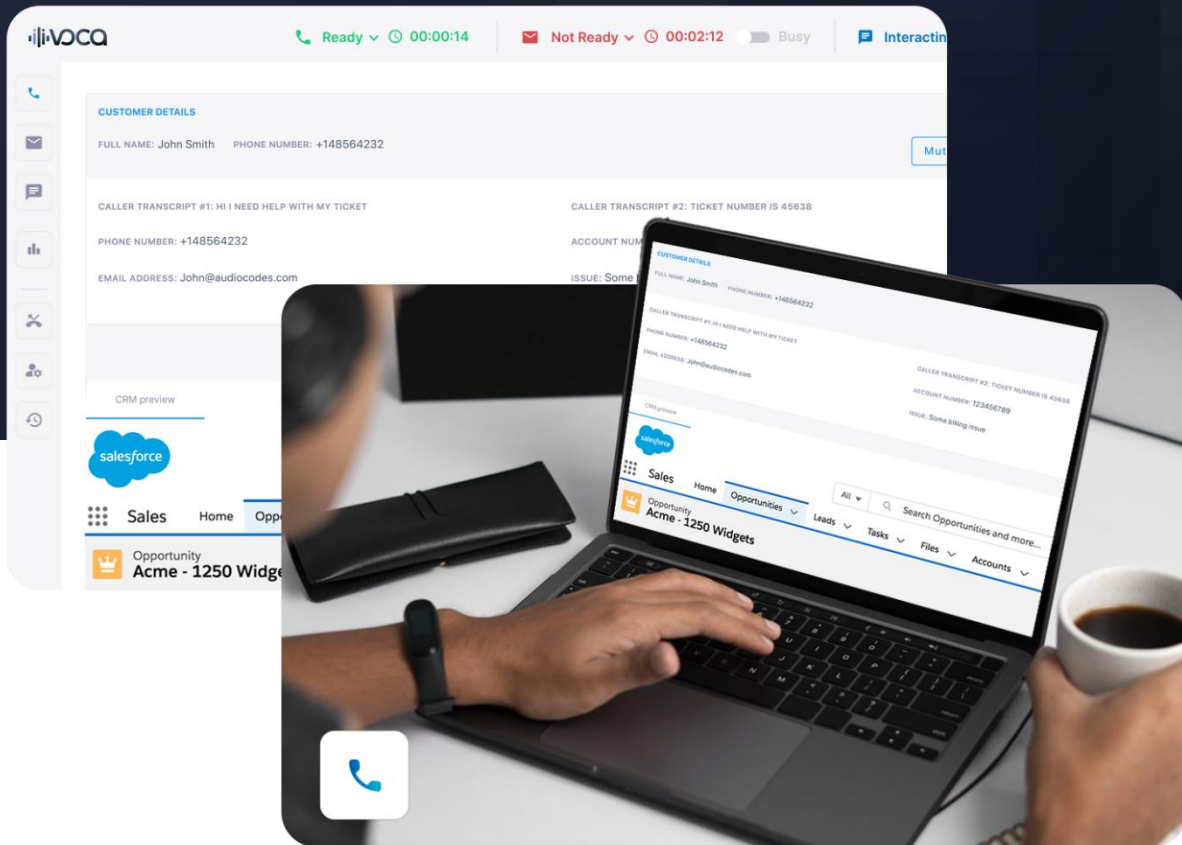 VOCA
Ready 00:00:14
Not Ready 00:02:12
Busy
Interactin
CUSTOMER DETAILS
FULL NAME: John Smith PHONE NUMBER: +148564232
Mut
CALLER TRANSCRIPT #1: HI I NEED HELP WITH MY TICKET
CALLER TRANSCRIPT #2: TICKET NUMBER IS 45638
PHONE NUMBER: +148564232
ACCOUNT NUM
EMAIL ADDRESS: John@audiocodes.com
ISSUE: Some
CRM preview
salesforce
Sales Home Oppo
Opportunity
Acme - 1250 Widge
CUSTOMER DETAILS
FULL NAME: John Smith PHONE NUMBER: +148564232
CALLER TRANSCRIPT #1: HI I NEED HELP WITH MY TICKET
CALLER TRANSCRIPT #2: TICKET NUMBER IS 45638
PHONE NUMBER: +148564232
ACCOUNT NUMBER: 123456789
EMAIL ADDRESS: John@audiocodes.com
ISSUE: Some billing issue
CRM preview
salesforce
All Search Opportunities and more...
Sales Home Opportunities Leads Tasks Files Accounts
Opportunity
Acme - 1250 Widgets